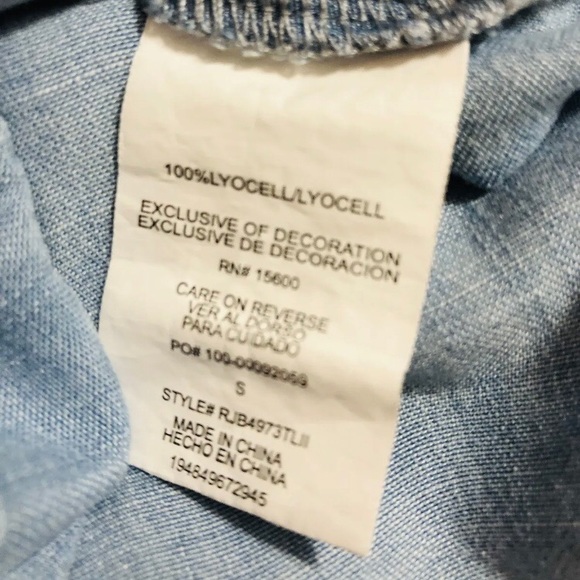 100%LYOCELL/LYOCELL
EXCLUSIVE OF DECORATION
EXCLUSIVE DE DECORACION
RN# 15600
CARE ON REVERSE
VER AL DORSO
PARA CUIDADO
PO# 109-00092059
S
STYLE# RJB4973TLII
MADE IN CHINA
HECHO EN CHINA
194849672945